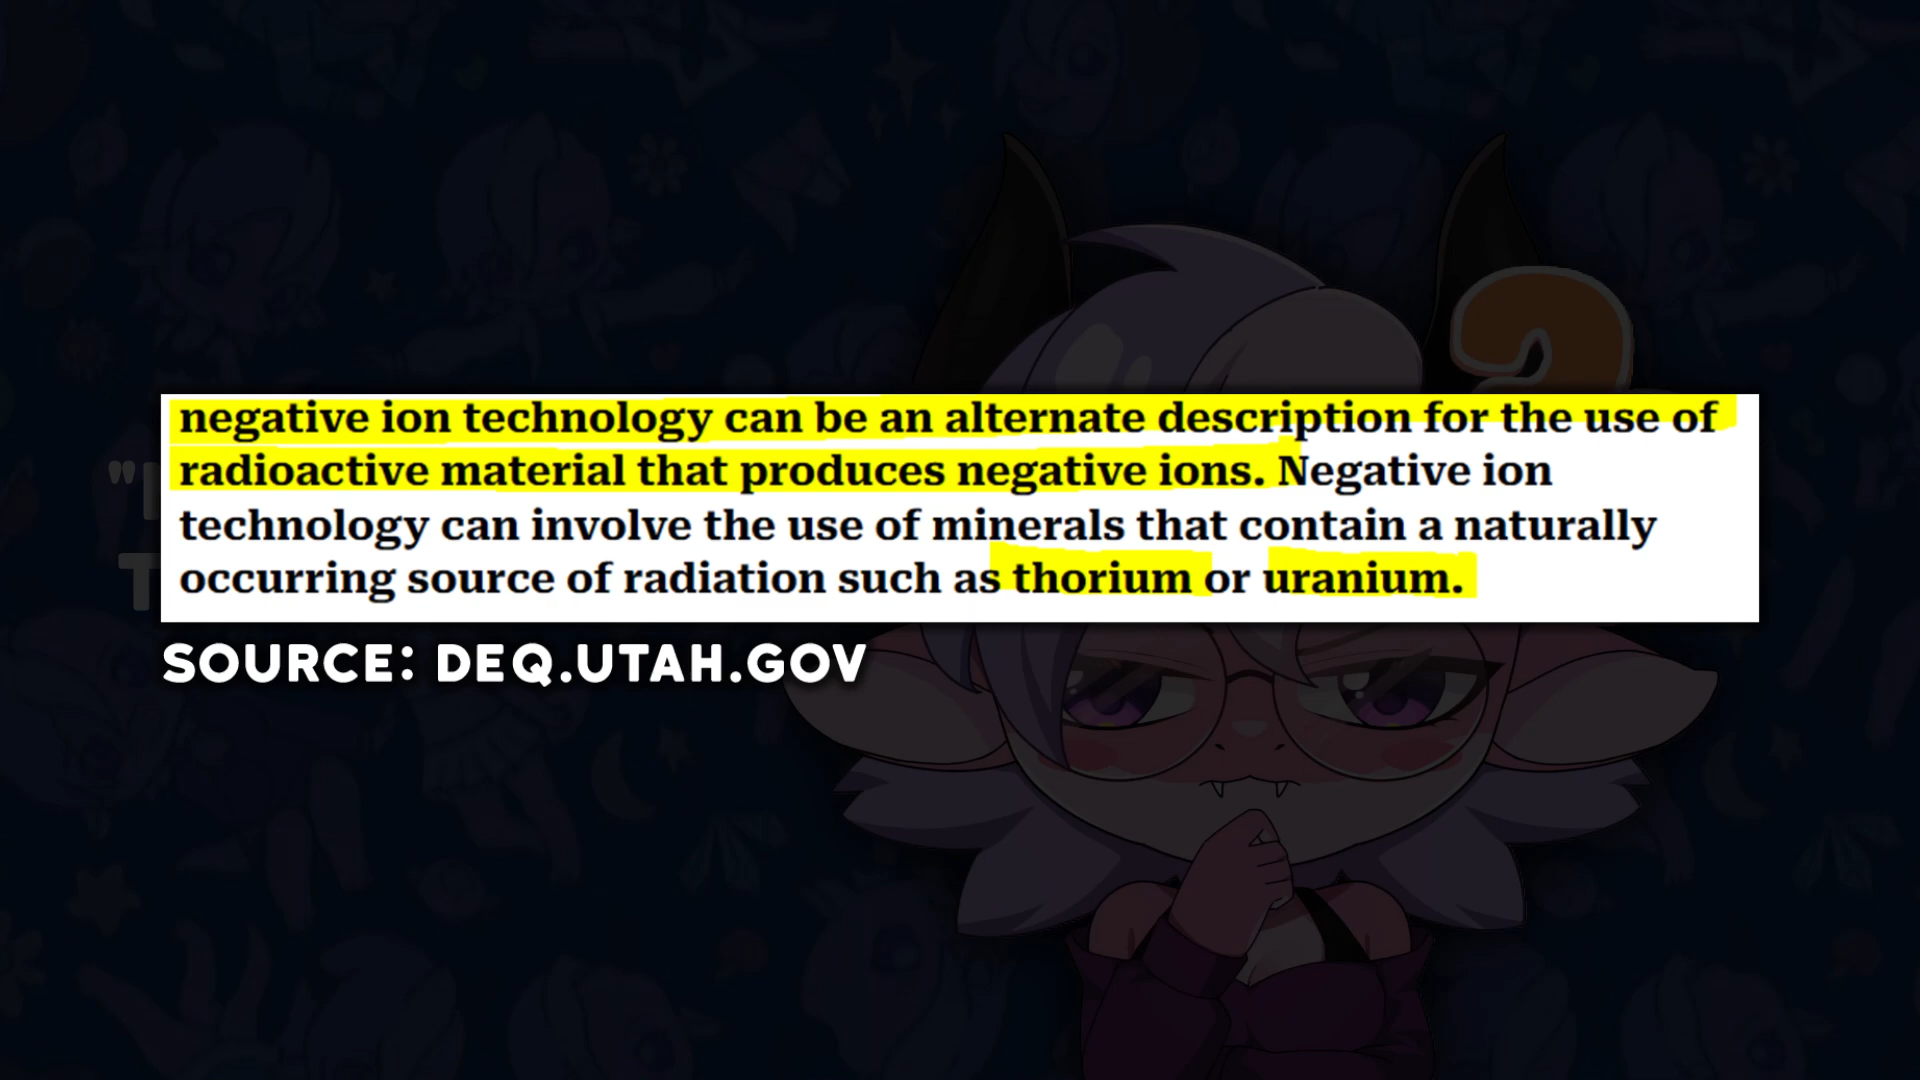 negative ion technology can be an alternate description for the use of
radioactive material that produces negative ions. Negative ion
technology can involve the use of minerals that contain a naturally
occurring source of radiation such as thorium or uranium.
SOURCE: DEQ.UTAH.GOV